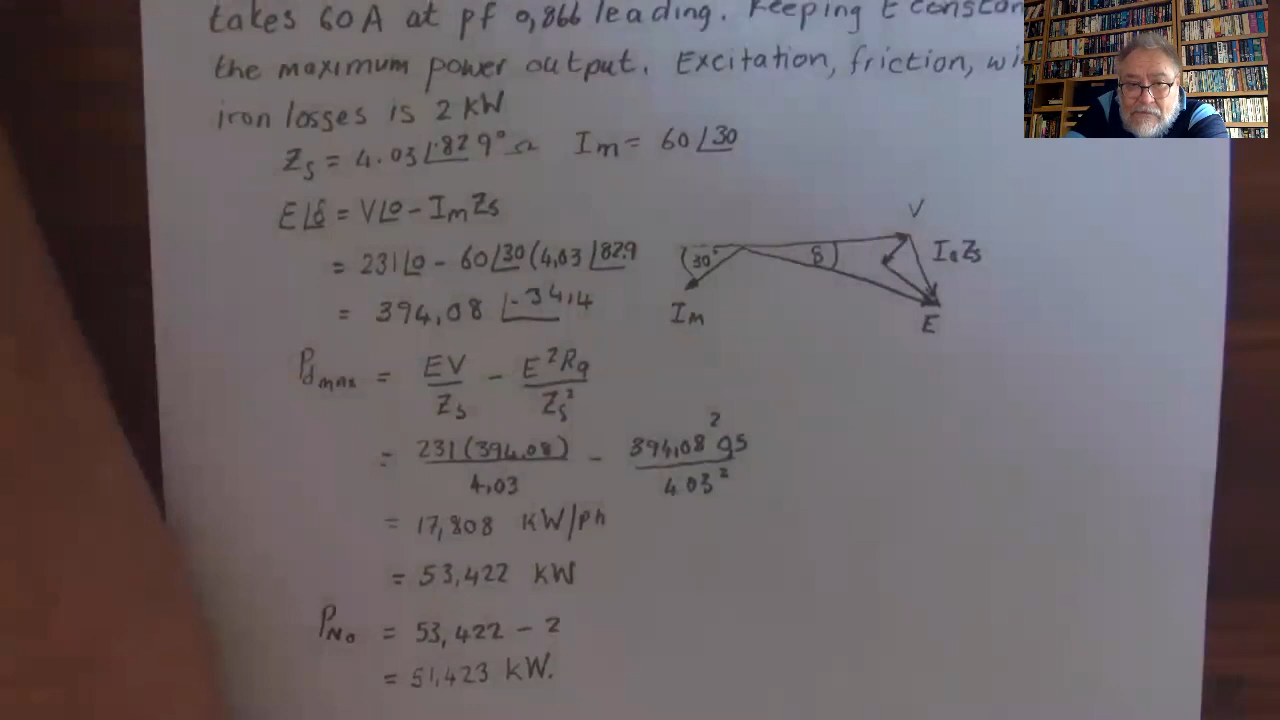 takes 60A at pf 0,866 leading. Keeping E
the maximum power output. Excitation, friction,
iron losses is 2 kW
Zs = 4.03∠82 9° Ω Im = 60∠30
E∠δ = V∠0 - ImZs
= 231∠0 - 60∠30(4,03∠82.9
= 394,08 ∠-34,4
V
30°
δ
IaZs
Im
E
Pdmax = EV/Zs - E²Ra/Zs²
= 231(394,08)/4,03 - 394,08² 0,5/4 03²
= 17,808 KW/ph
= 53,422 KW
PNo = 53,422 - 2
= 51,423 KW.